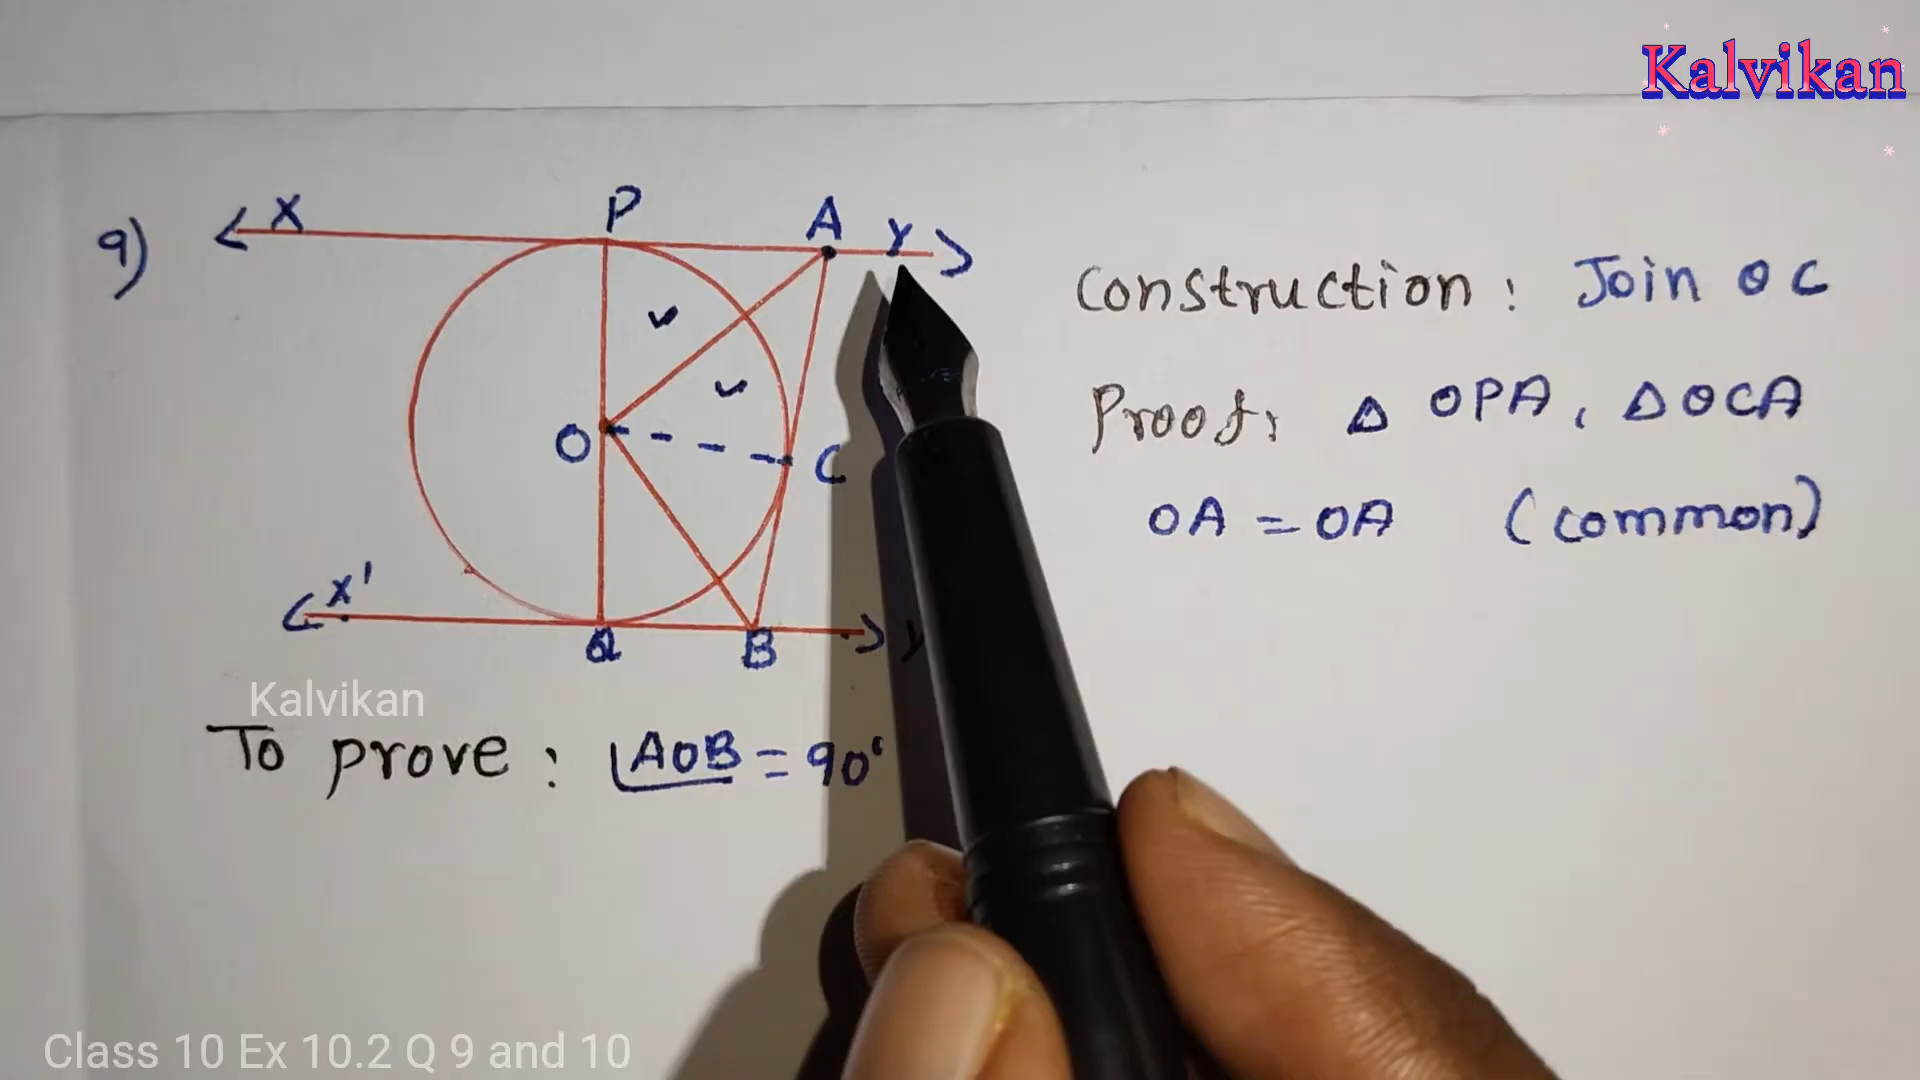 Kalvikan
9)
X P A Y
O C
X' Q B
Construction: Join OC
Proof: Δ OPA, ΔOCA
OA = OA (common)
Kalvikan
To prove: ∠AOB = 90°
Class 10 Ex 10.2 Q 9 and 10